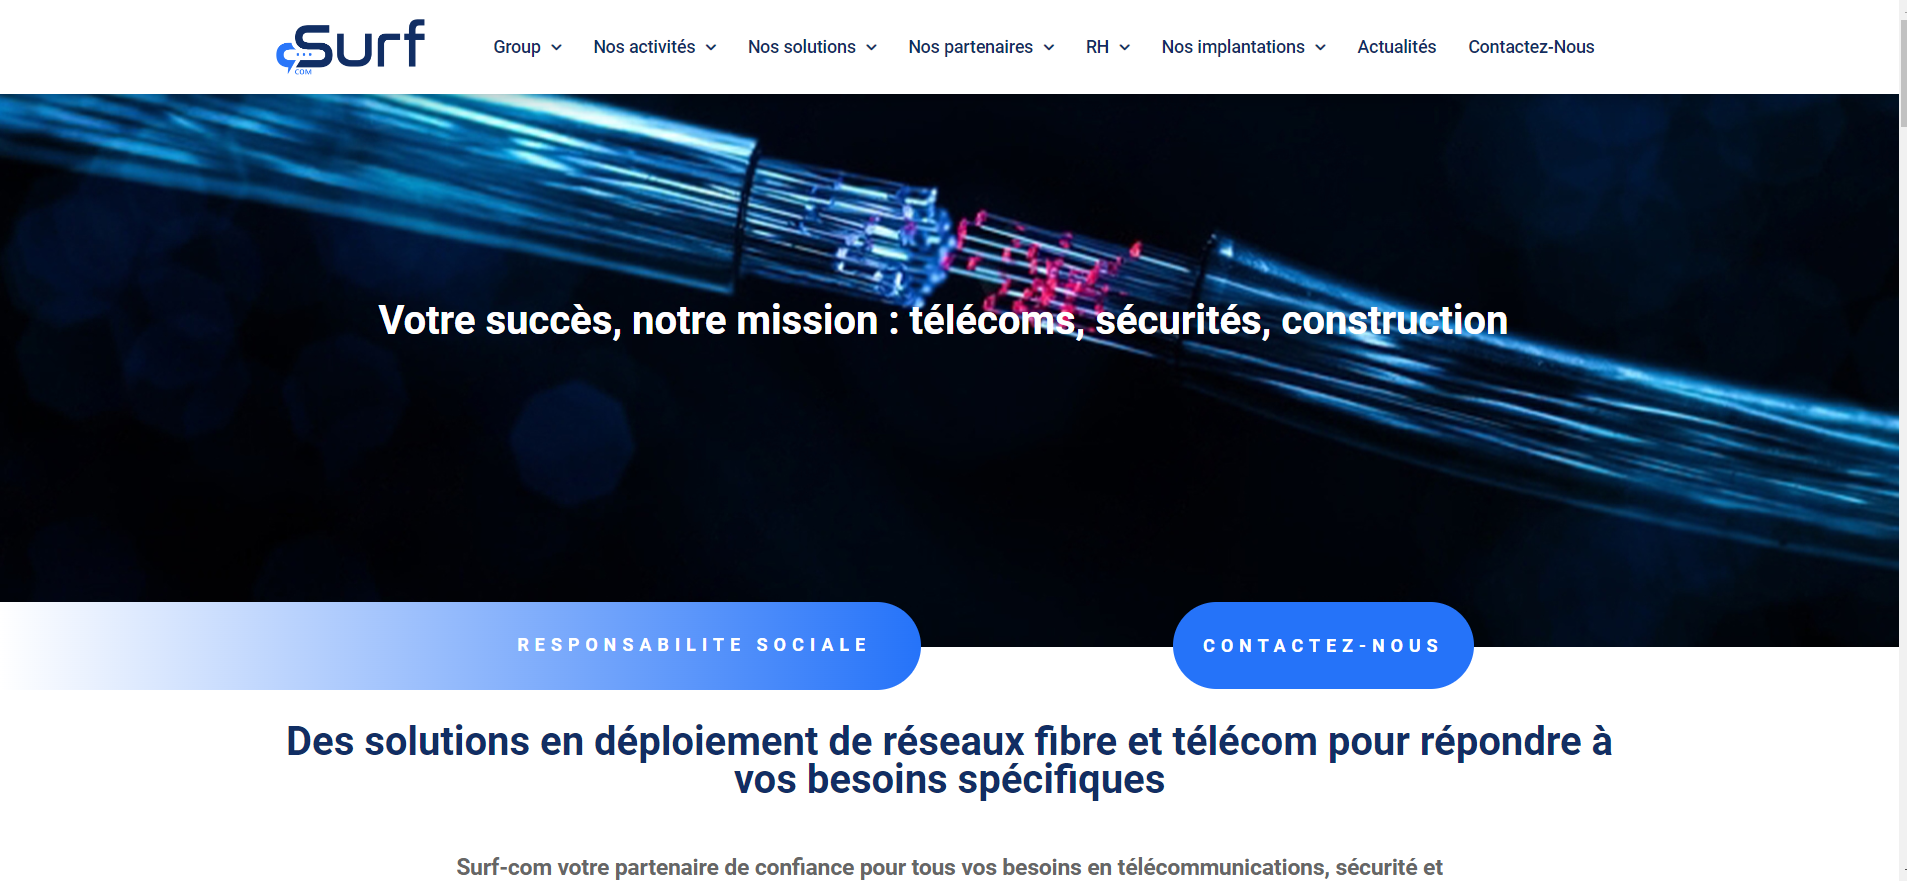 Surf
COM
Group
Nos activités
Nos solutions
Nos partenaires
RH
Nos implantations
Actualités
Contactez-Nous
Votre succès, notre mission : télécoms, sécurités, construction
RESPONSABILITE SOCIALE
CONTACTEZ-NOUS
Des solutions en déploiement de réseaux fibre et télécom pour répondre à
vos besoins spécifiques
Surf-com votre partenaire de confiance pour tous vos besoins en télécommunications, sécurité et